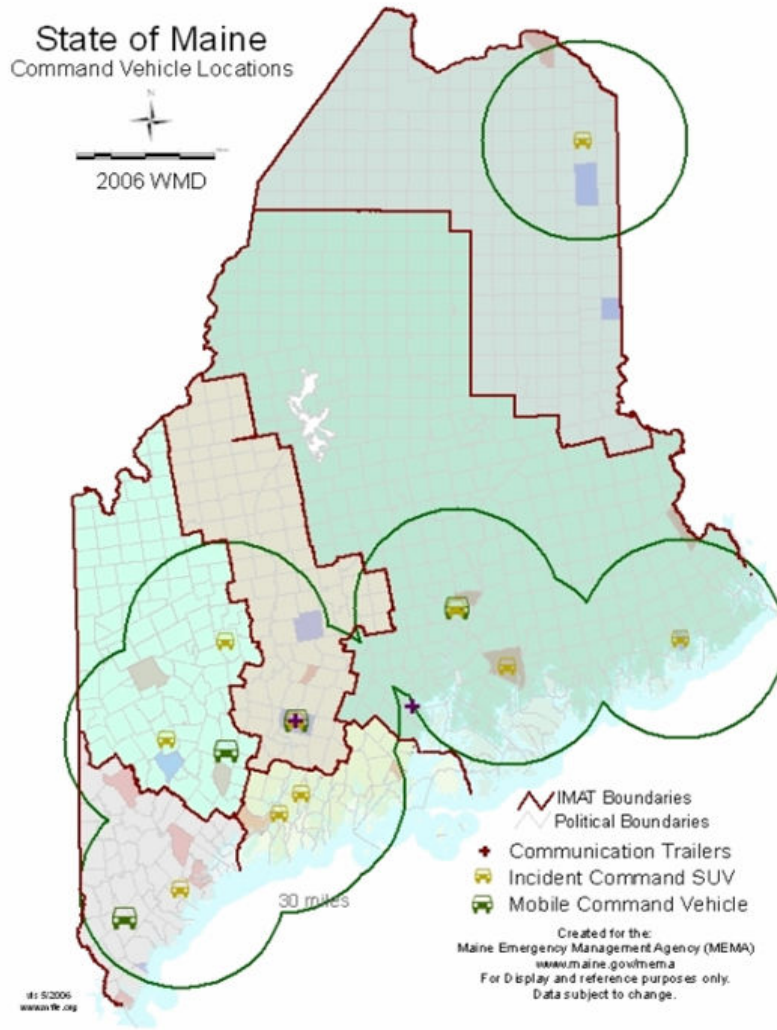 State of Maine
Command Vehicle Locations
N
2006 WMD
30 miles
IMAT Boundaries
Political Boundaries
Communication Trailers
Incident Command SUV
Mobile Command Vehicle
Created for the:
Maine Emergency Management Agency (MEMA)
www.maine.gov/mema
For Display and reference purposes only.
Data subject to change.
5/2006